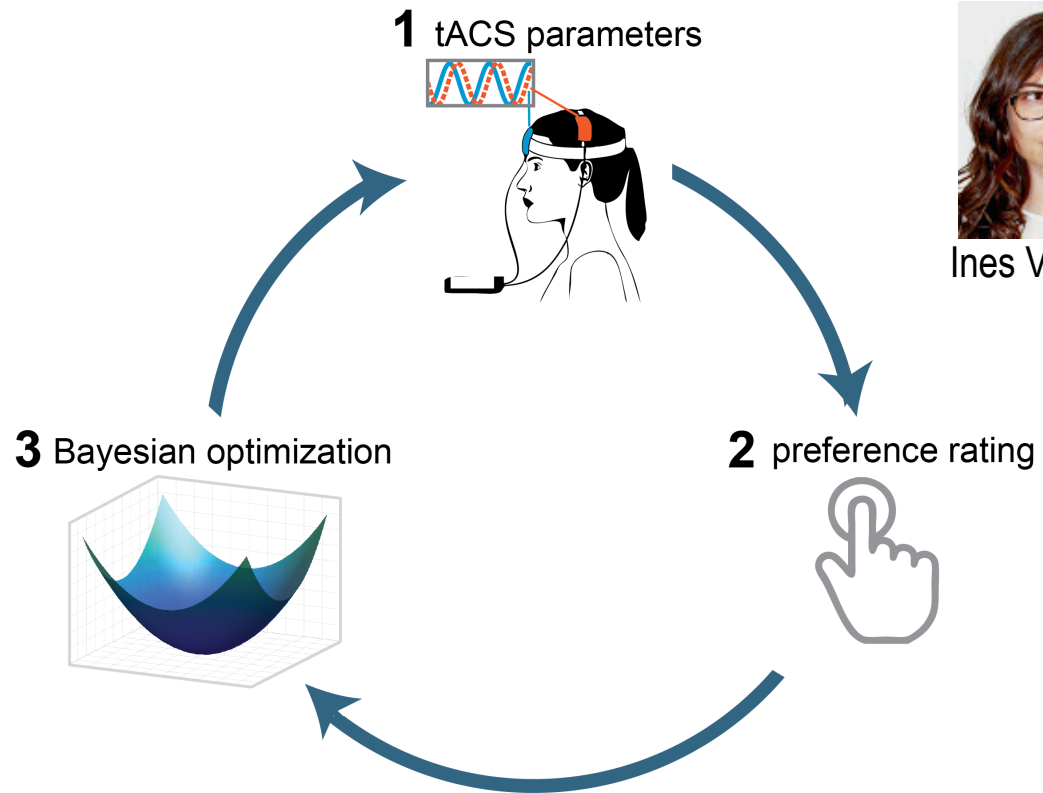 1 tACS parameters
Ines V
3 Bayesian optimization
2 preference rating